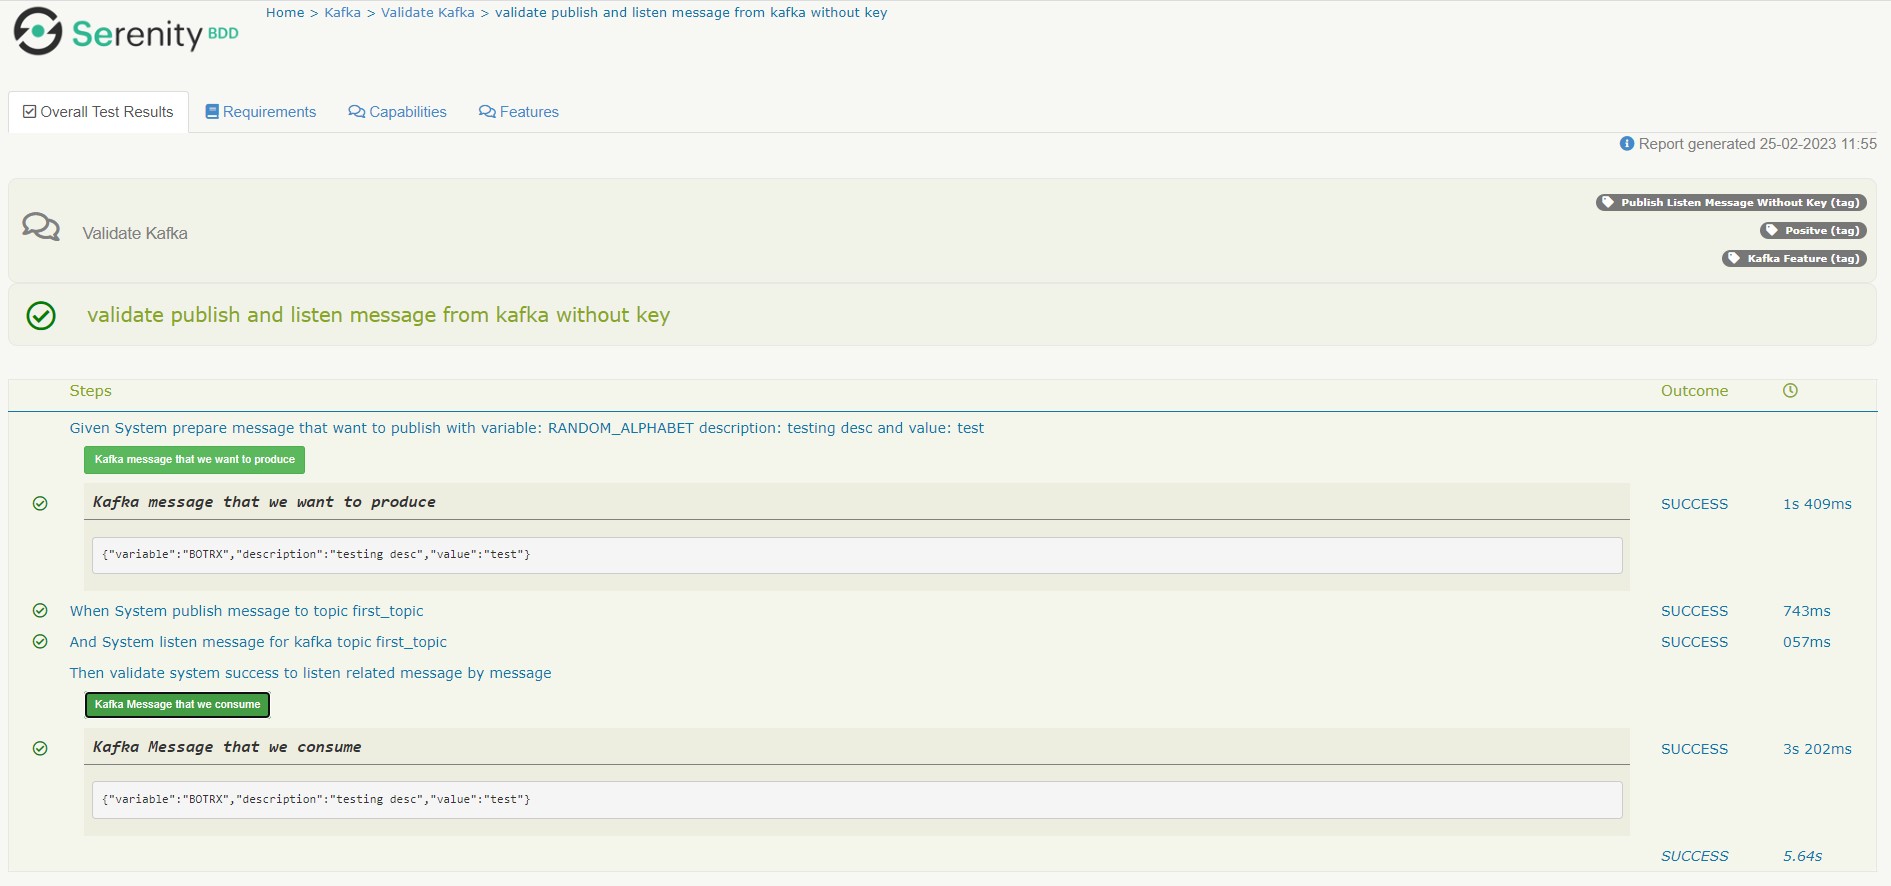 Serenity BDD
Home > Kafka > Validate Kafka > validate publish and listen message from kafka without key
Overall Test Results Requirements Capabilities Features
Report generated 25-02-2023 11:55
Validate Kafka
Publish Listen Message Without Key (tag)
Positve (tag)
Kafka Feature (tag)
validate publish and listen message from kafka without key
Steps Outcome
Given System prepare message that want to publish with variable: RANDOM_ALPHABET description: testing desc and value: test
Kafka message that we want to produce
Kafka message that we want to produce
SUCCESS 1s 409ms
{"variable":"BOTRX","description":"testing desc","value":"test"}
When System publish message to topic first_topic SUCCESS 743ms
And System listen message for kafka topic first_topic SUCCESS 057ms
Then validate system success to listen related message by message
Kafka Message that we consume
Kafka Message that we consume
SUCCESS 3s 202ms
{"variable":"BOTRX","description":"testing desc","value":"test"}
SUCCESS 5.64s